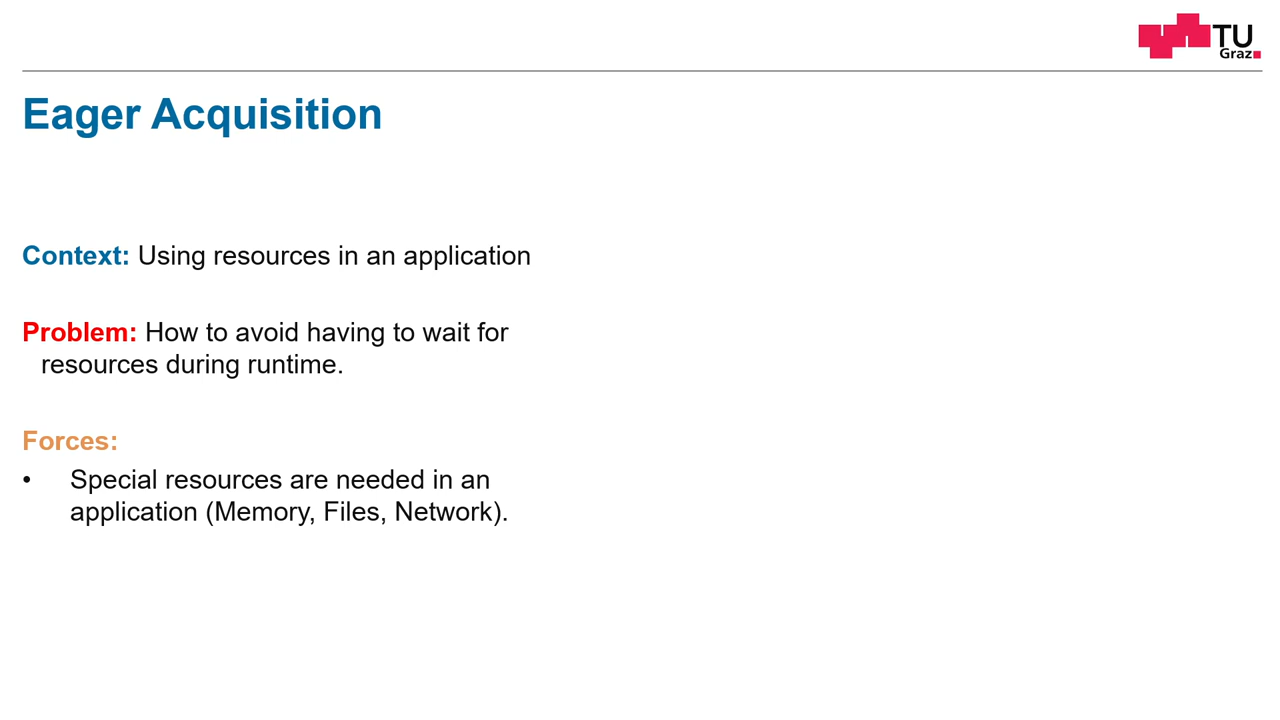 TU
Graz
Eager Acquisition
Context: Using resources in an application
Problem: How to avoid having to wait for
resources during runtime.
Forces:
• Special resources are needed in an
application (Memory, Files, Network).